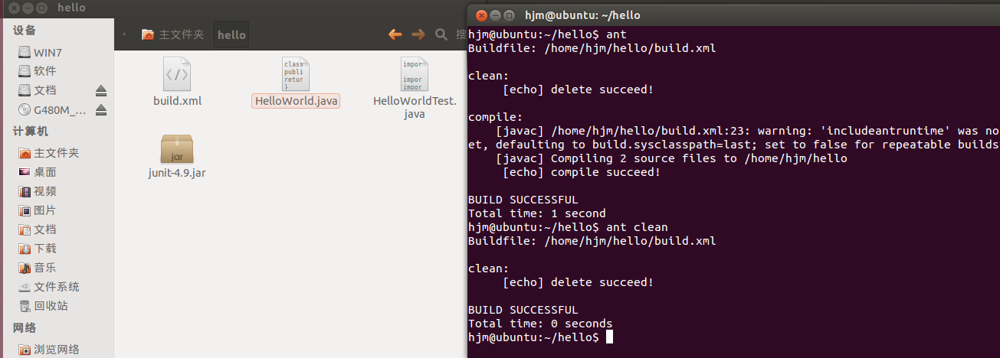 hello
设备
WIN7
软件
文档
G480M_...
计算机
主文件夹
桌面
视频
图片
文档
下载
音乐
文件系统
回收站
网络
浏览网络
主文件夹
hello
搜
</>
build.xml
class
publi
retur
}
HelloWorld.java
impor
impor
impor
HelloWorldTest.
java
jar
junit-4.9.jar
hjm@ubuntu: ~/hello
hjm@ubuntu:~/hello$ ant
Buildfile: /home/hjm/hello/build.xml
clean:
[echo] delete succeed!
compile:
[javac] /home/hjm/hello/build.xml:23: warning: 'includeantruntime' was no
et, defaulting to build.sysclasspath=last; set to false for repeatable builds
[javac] Compiling 2 source files to /home/hjm/hello
[echo] compile succeed!
BUILD SUCCESSFUL
Total time: 1 second
hjm@ubuntu:~/hello$ ant clean
Buildfile: /home/hjm/hello/build.xml
clean:
[echo] delete succeed!
BUILD SUCCESSFUL
Total time: 0 seconds
hjm@ubuntu:~/hello$